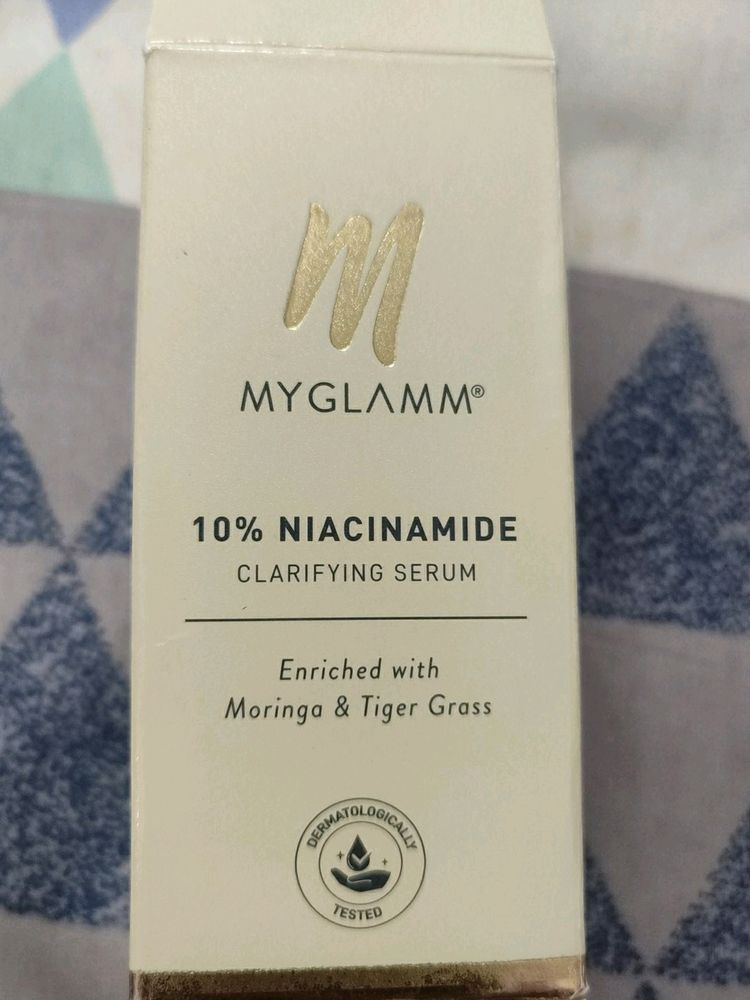 M
MYGLAMM®
10% NIACINAMIDE
CLARIFYING SERUM
Enriched with
Moringa & Tiger Grass
DERMATOLOGICALLY
TESTED